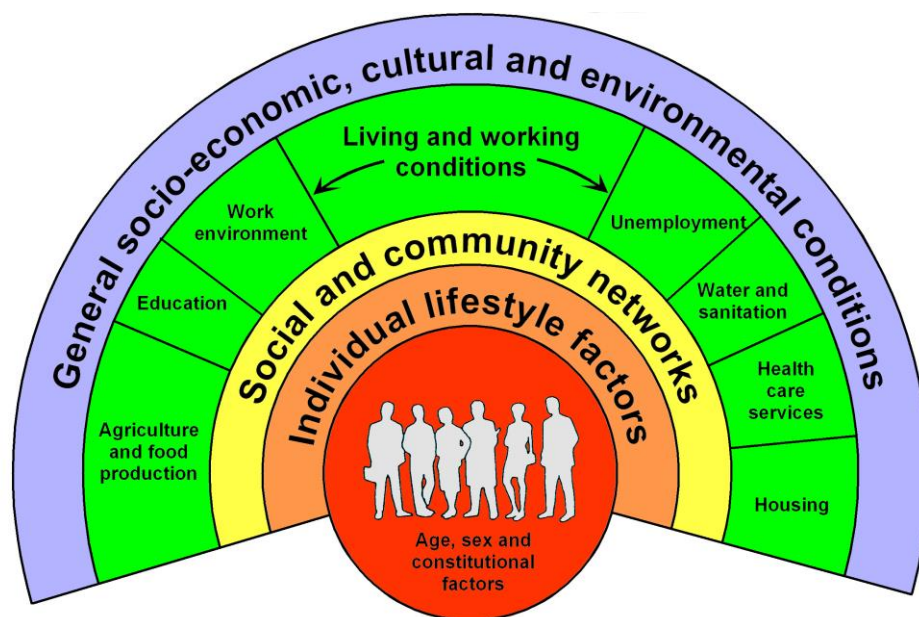 General socio-economic, cultural and environmental conditions
Living and working
conditions
Agriculture
and food
production
Education
Work
environment
Unemployment
Water and
sanitation
Health
care
services
Housing
Social and community networks
Individual lifestyle factors
Age, sex and
constitutional
factors